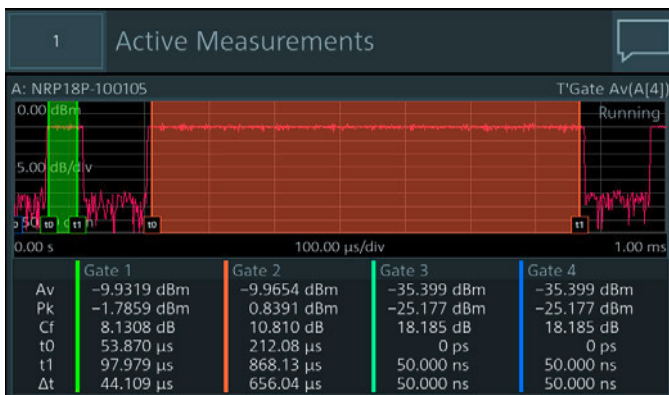 1
Active Measurements
A: NRP18P-100105 T'Gate Av(A[4])
0.00 dBm Running
5.00 dB/div
t0 t1 t0 t1
0.00 s 100.00 µs/div 1.00 ms
Gate 1 Gate 2 Gate 3 Gate 4
Av −9.9319 dBm −9.9654 dBm −35.399 dBm −35.399 dBm
Pk −1.7859 dBm 0.8391 dBm −25.177 dBm −25.177 dBm
Cf 8.1308 dB 10.810 dB 18.185 dB 18.185 dB
t0 53.870 µs 212.08 µs 0 ps 0 ps
t1 97.979 µs 868.13 µs 50.000 ns 50.000 ns
Δt 44.109 µs 656.04 µs 50.000 ns 50.000 ns